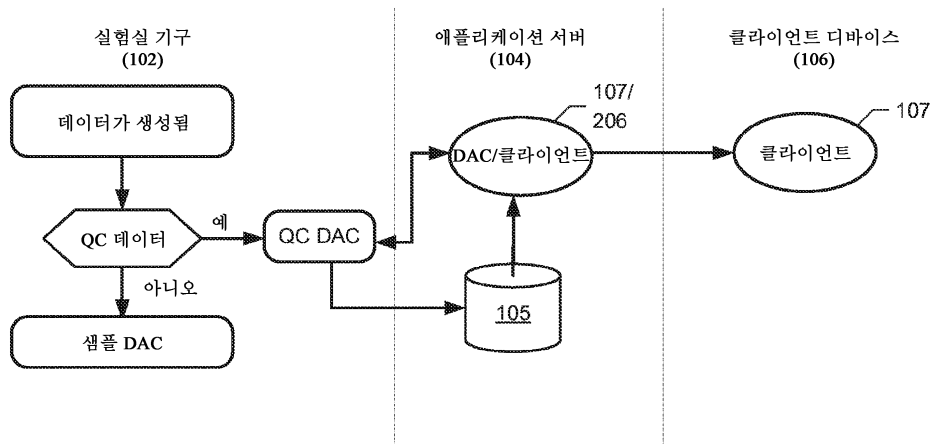 실험실 기구
(102)
애플리케이션 서버
(104)
클라이언트 디바이스
(106)
데이터가 생성됨
107/
206
107
DAC/클라이언트
클라이언트
예
QC 데이터
QC DAC
아니오
105
샘플 DAC